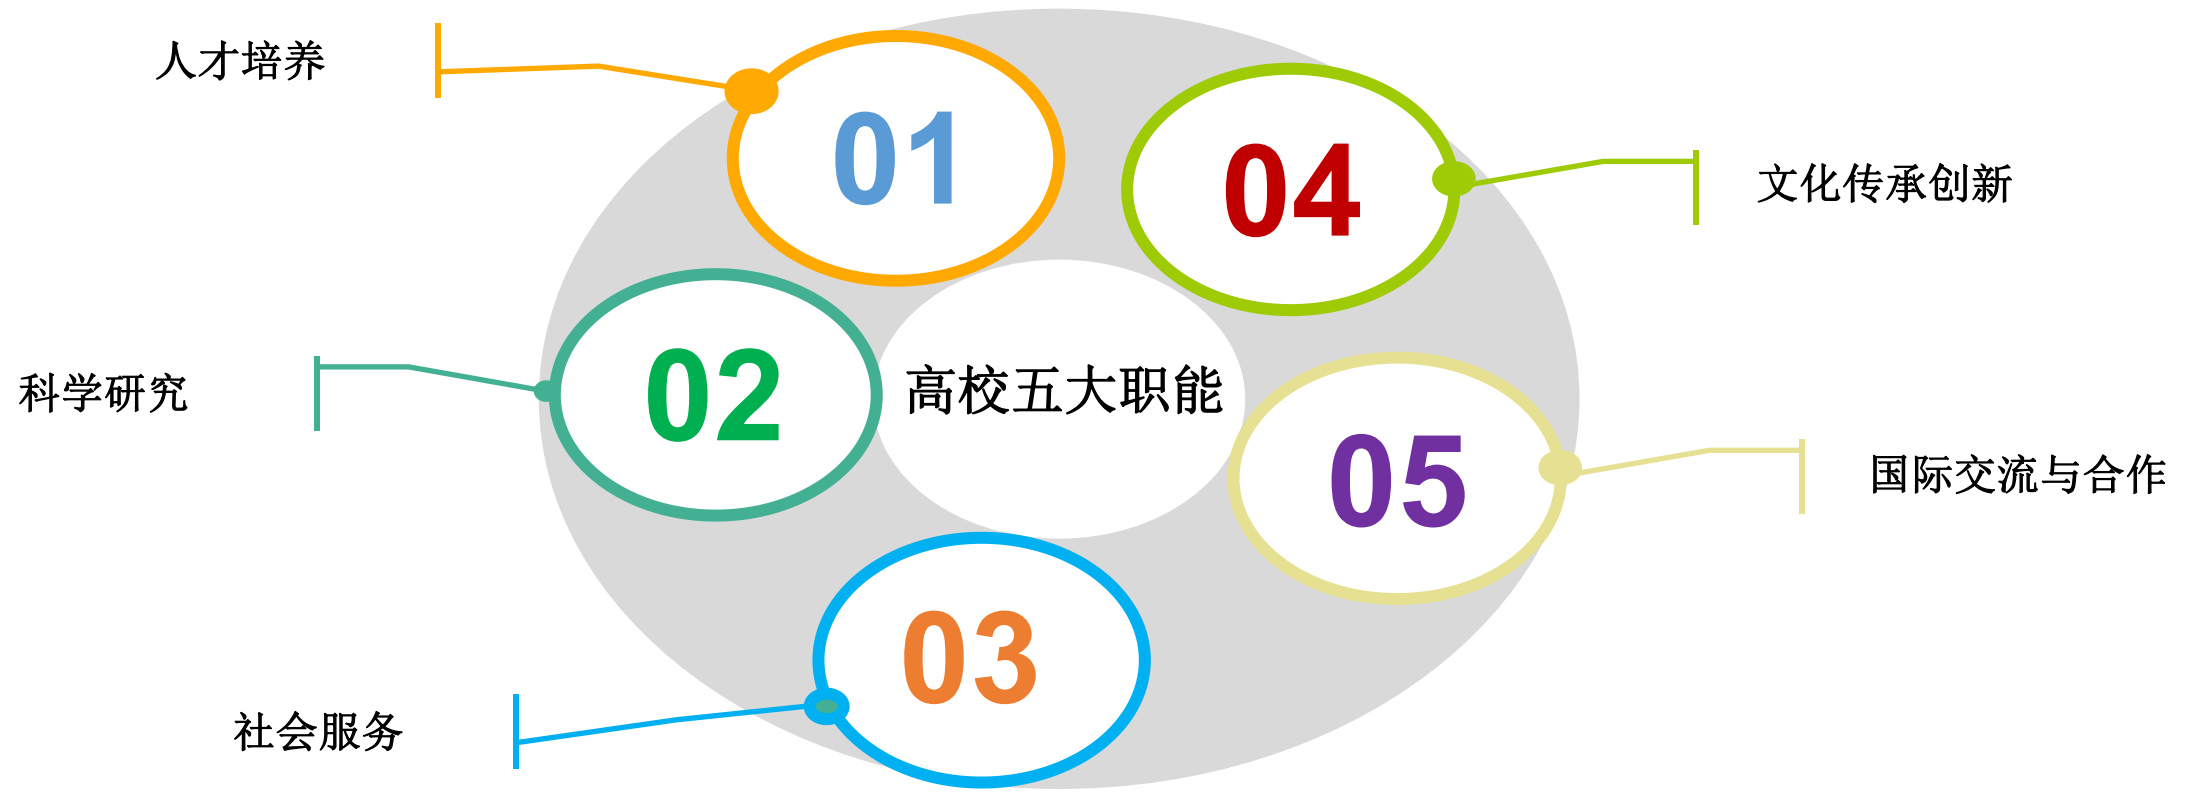 人才培养
01
04
文化传承创新
科学研究
02
高校五大职能
05
国际交流与合作
03
社会服务